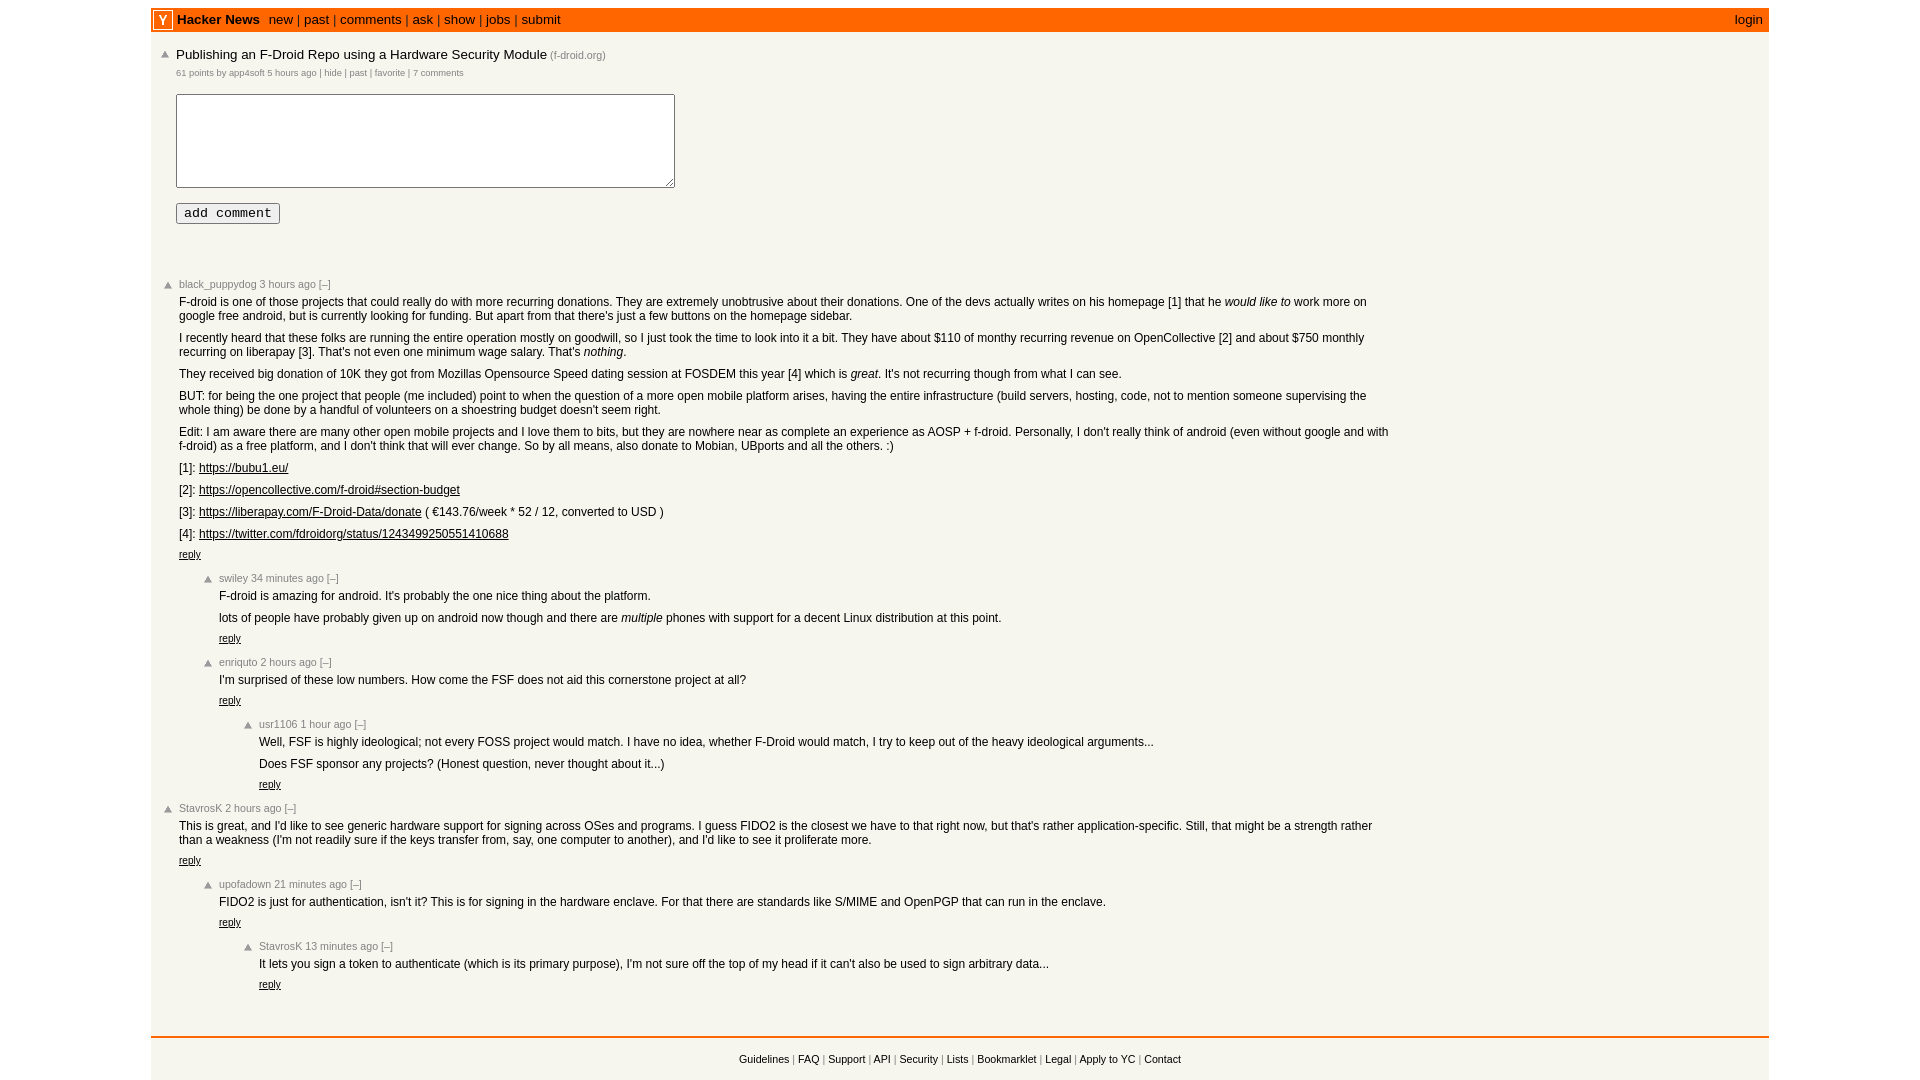 Y Hacker News new | past | comments | ask | show | jobs | submit login
Publishing an F-Droid Repo using a Hardware Security Module (f-droid.org)
61 points by app4soft 5 hours ago | hide | past | favorite | 7 comments
add comment
black_puppydog 3 hours ago [–]
F-droid is one of those projects that could really do with more recurring donations. They are extremely unobtrusive about their donations. One of the devs actually writes on his homepage [1] that he would like to work more on
google free android, but is currently looking for funding. But apart from that there's just a few buttons on the homepage sidebar.
I recently heard that these folks are running the entire operation mostly on goodwill, so I just took the time to look into it a bit. They have about $110 of monthy recurring revenue on OpenCollective [2] and about $750 monthly
recurring on liberapay [3]. That's not even one minimum wage salary. That's nothing.
They received big donation of 10K they got from Mozillas Opensource Speed dating session at FOSDEM this year [4] which is great. It's not recurring though from what I can see.
BUT: for being the one project that people (me included) point to when the question of a more open mobile platform arises, having the entire infrastructure (build servers, hosting, code, not to mention someone supervising the
whole thing) be done by a handful of volunteers on a shoestring budget doesn't seem right.
Edit: I am aware there are many other open mobile projects and I love them to bits, but they are nowhere near as complete an experience as AOSP + f-droid. Personally, I don't really think of android (even without google and with
f-droid) as a free platform, and I don't think that will ever change. So by all means, also donate to Mobian, UBports and all the others. :)
[1]: https://bubu1.eu/
[2]: https://opencollective.com/f-droid#section-budget
[3]: https://liberapay.com/F-Droid-Data/donate ( €143.76/week * 52 / 12, converted to USD )
[4]: https://twitter.com/fdroidorg/status/1243499250551410688
reply
swiley 34 minutes ago [–]
F-droid is amazing for android. It's probably the one nice thing about the platform.
lots of people have probably given up on android now though and there are multiple phones with support for a decent Linux distribution at this point.
reply
enriquto 2 hours ago [–]
I'm surprised of these low numbers. How come the FSF does not aid this cornerstone project at all?
reply
usr1106 1 hour ago [–]
Well, FSF is highly ideological; not every FOSS project would match. I have no idea, whether F-Droid would match, I try to keep out of the heavy ideological arguments...
Does FSF sponsor any projects? (Honest question, never thought about it...)
reply
StavrosK 2 hours ago [–]
This is great, and I'd like to see generic hardware support for signing across OSes and programs. I guess FIDO2 is the closest we have to that right now, but that's rather application-specific. Still, that might be a strength rather
than a weakness (I'm not readily sure if the keys transfer from, say, one computer to another), and I'd like to see it proliferate more.
reply
upofadown 21 minutes ago [–]
FIDO2 is just for authentication, isn't it? This is for signing in the hardware enclave. For that there are standards like S/MIME and OpenPGP that can run in the enclave.
reply
StavrosK 13 minutes ago [–]
It lets you sign a token to authenticate (which is its primary purpose), I'm not sure off the top of my head if it can't also be used to sign arbitrary data...
reply
Guidelines | FAQ | Support | API | Security | Lists | Bookmarklet | Legal | Apply to YC | Contact